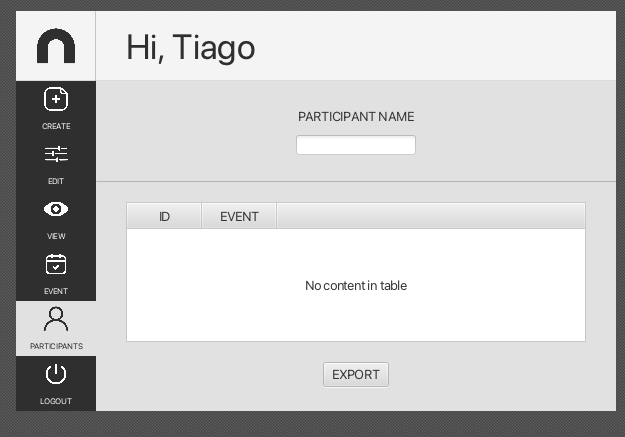 Hi, Tiago
CREATE
EDIT
VIEW
EVENT
PARTICIPANTS
LOGOUT
PARTICIPANT NAME
ID EVENT
No content in table
EXPORT